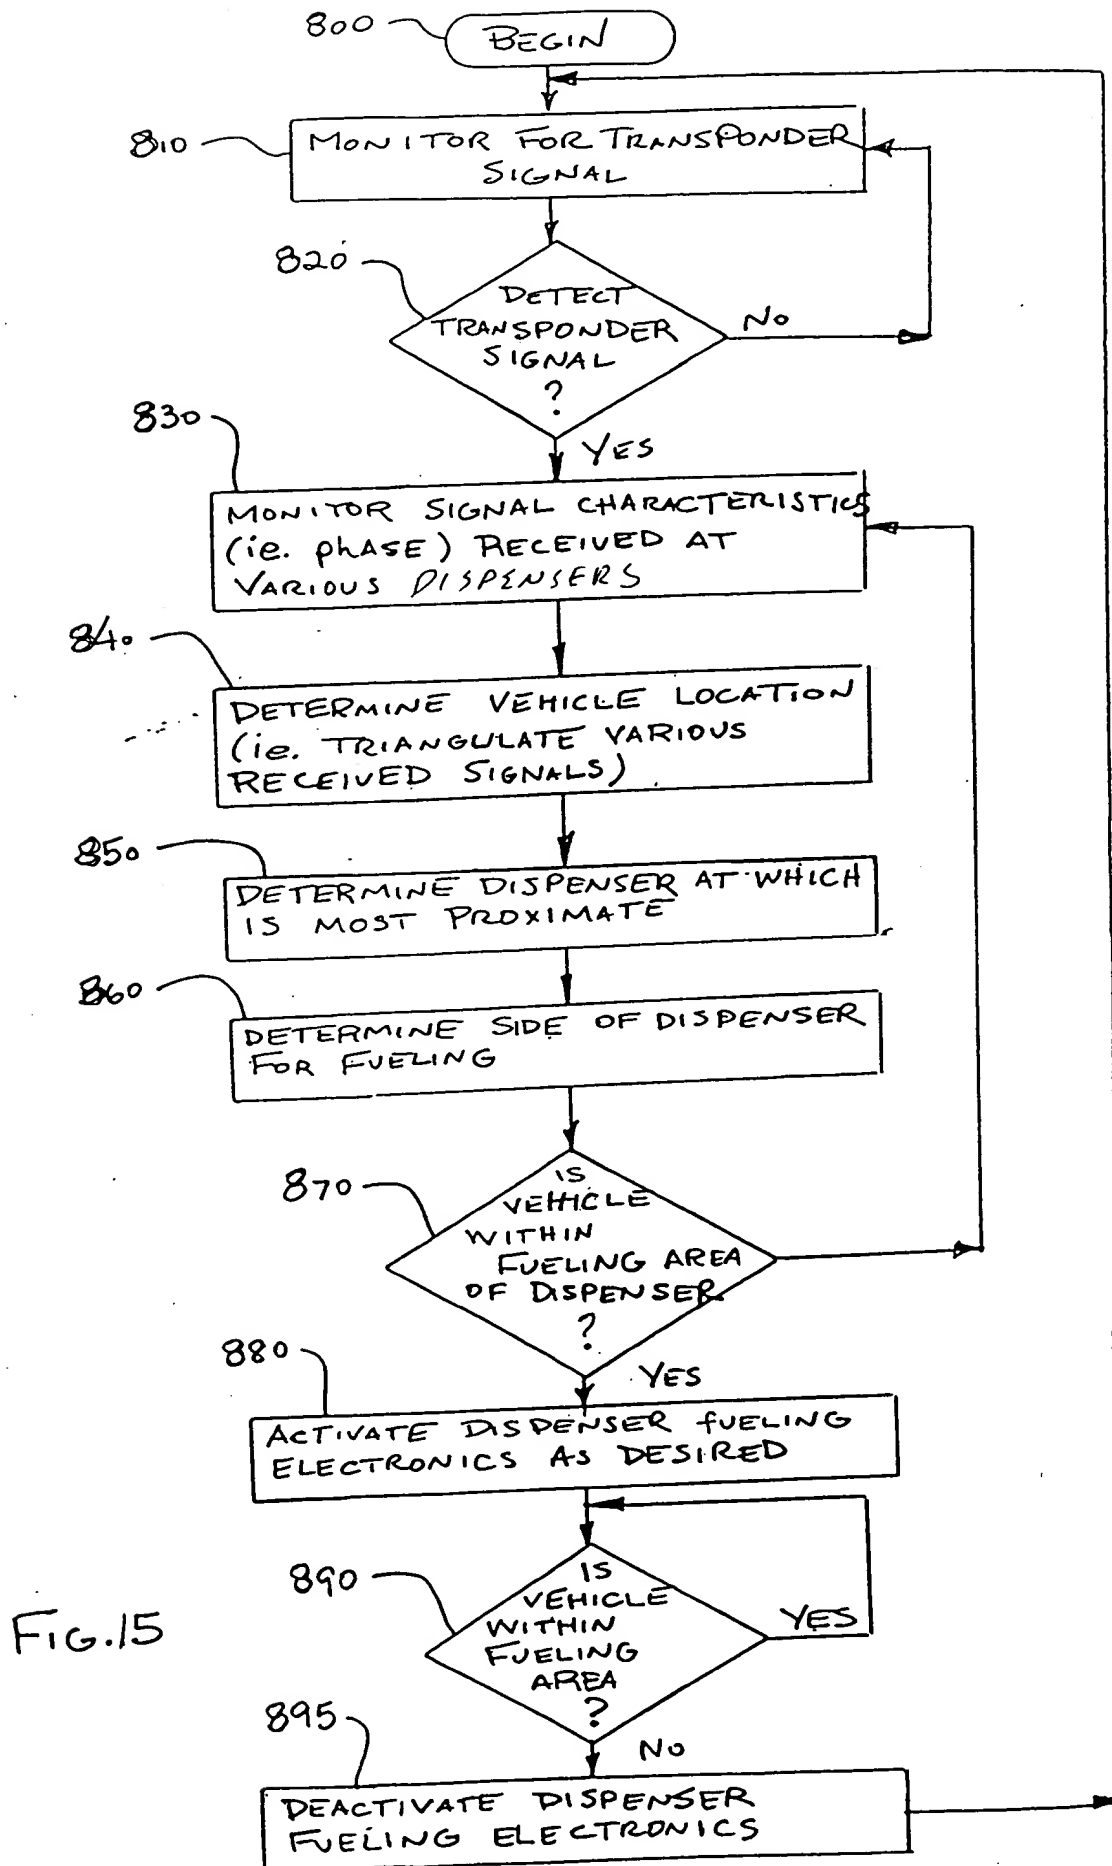 800
BEGIN
810
MONITOR FOR TRANSPONDER
SIGNAL
820
DETECT
TRANSPONDER
SIGNAL
?
NO
YES
830
MONITOR SIGNAL CHARACTERISTICS
(ie. phASE) RECEIVED AT
VARIOUS DISPENSERS
840
DETERMINE VEHICLE LOCATION
(ie. TRIANGULATE VARIOUS
RECEIVED SIGNALS)
850
DETERMINE DISPENSER AT WHICH
IS MOST PROXIMATE
860
DETERMINE SIDE OF DISPENSER
FOR FUELING
870
IS
VEHICLE
WITHIN
FUELING AREA
OF DISPENSER
?
YES
880
ACTIVATE DISPENSER FUELING
ELECTRONICS AS DESIRED
890
IS
VEHICLE
WITHIN
FUELING
AREA
?
YES
NO
FIG.15
895
DEACTIVATE DISPENSER
FUELING ELECTRONICS